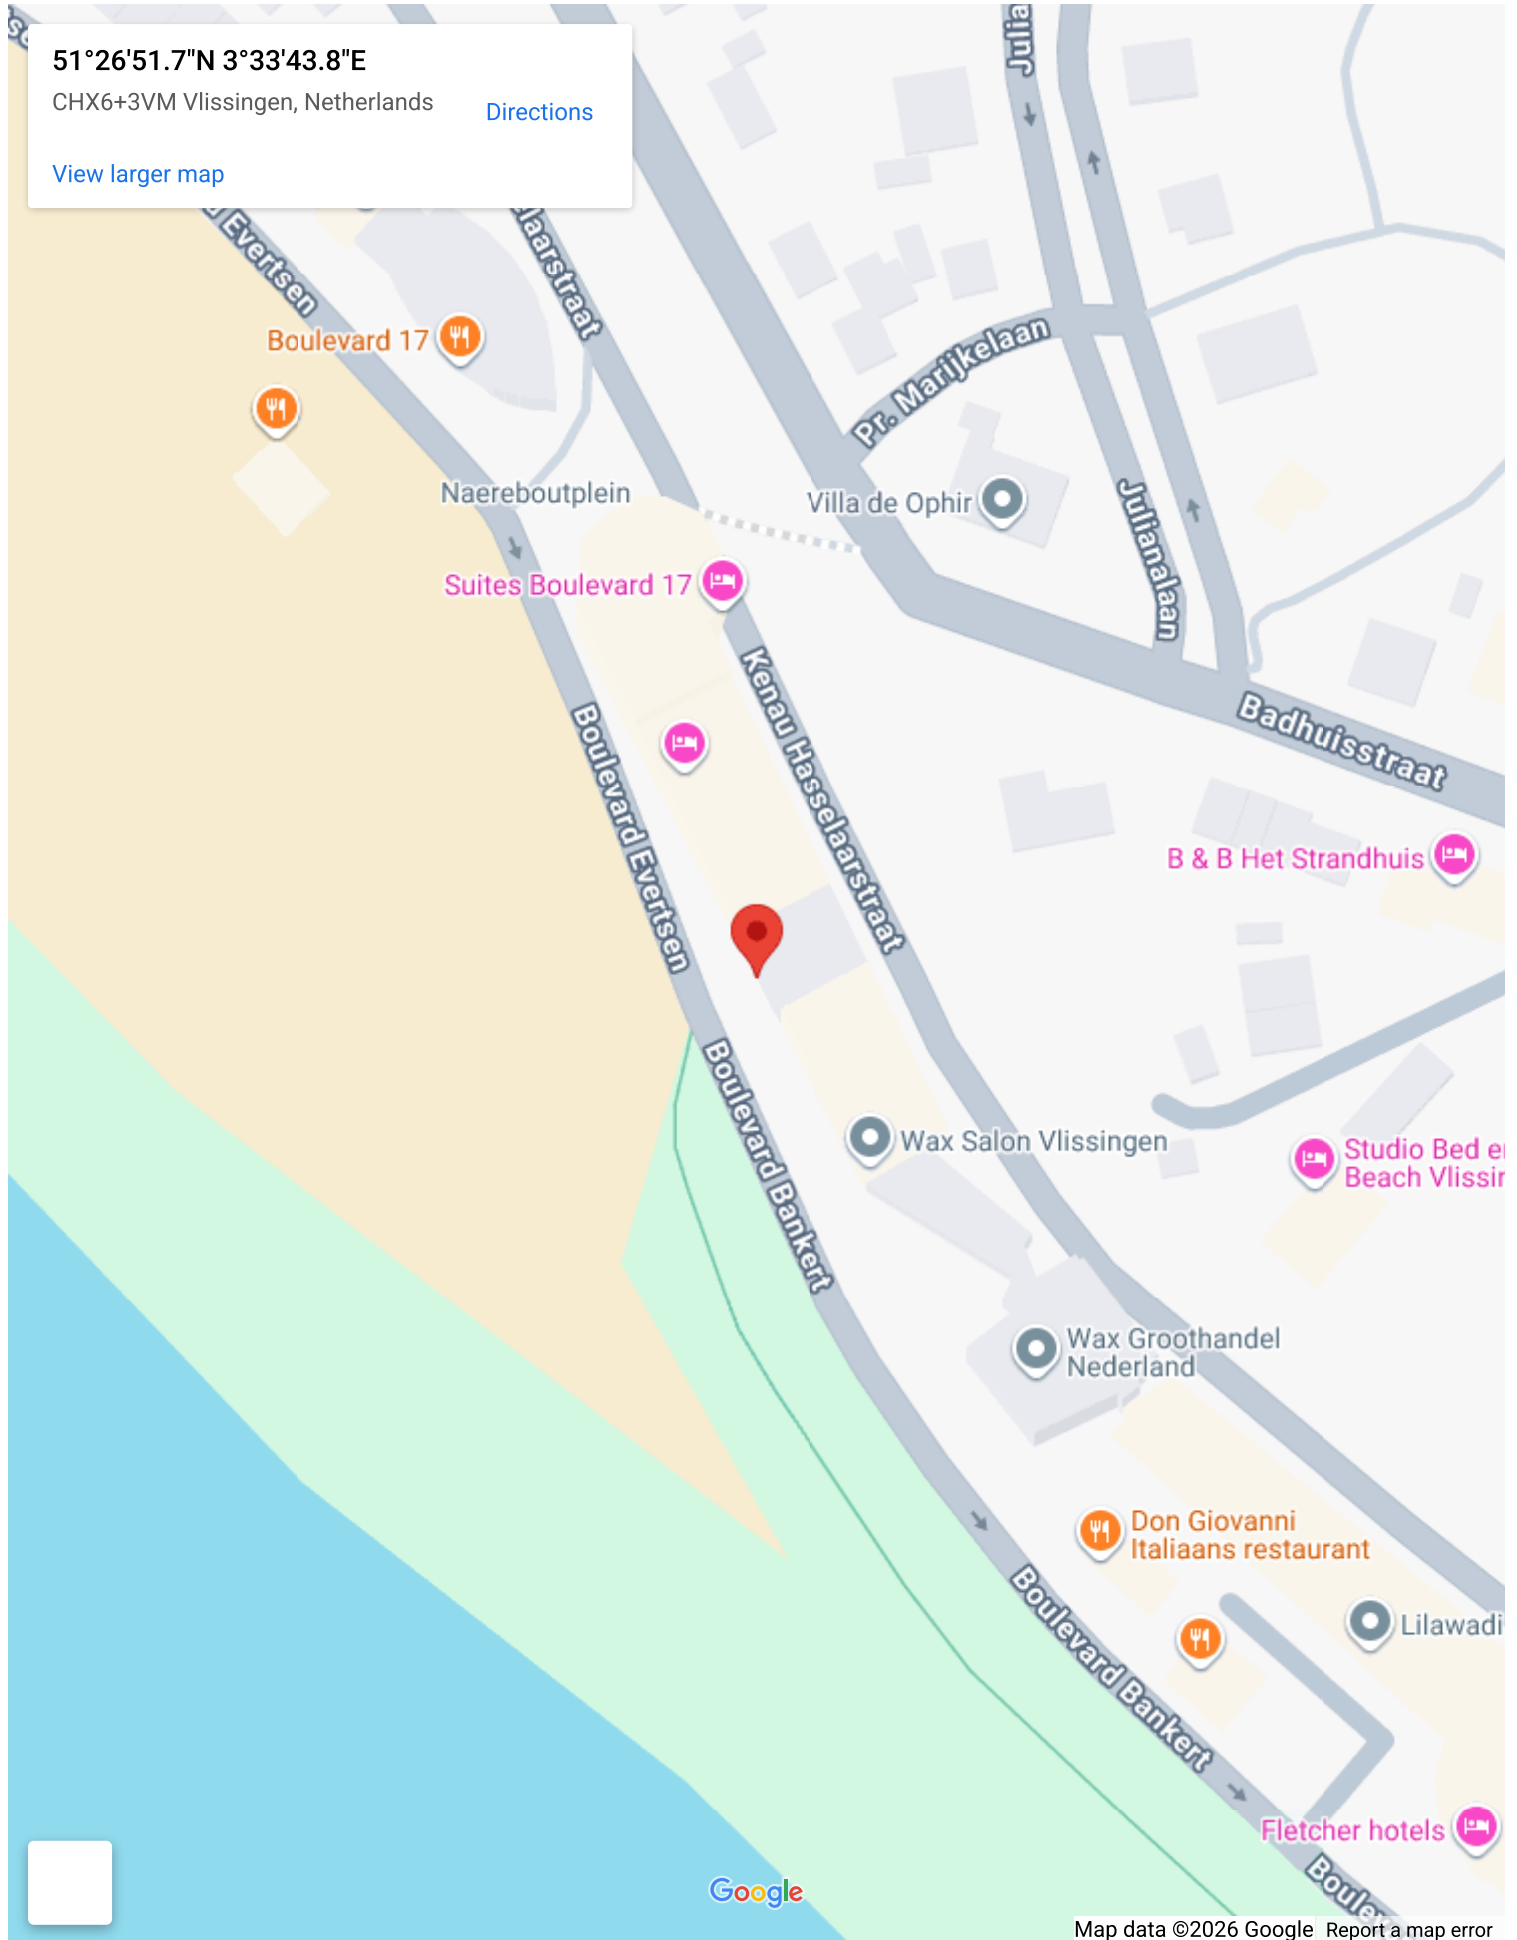 51°26'51.7"N 3°33'43.8"E
CHX6+3VM Vlissingen, Netherlands
Directions
View larger map
Evertsen
Boulevard 17
Naereboutplein
Pr. Marijkelaan
Villa de Ophir
Julianalaan
Suites Boulevard 17
Kenau Hasselaarstraat
Badhuisstraat
Boulevard Evertsen
B & B Het Strandhuis
Boulevard Bankert
Wax Salon Vlissingen
Studio Bed e
Beach Vlissi
Wax Groothandel
Nederland
Don Giovanni
Italiaans restaurant
Boulevard Bankert
Lilawadi
Fletcher hotels
Google
Map data ©2026 Google
Report a map error